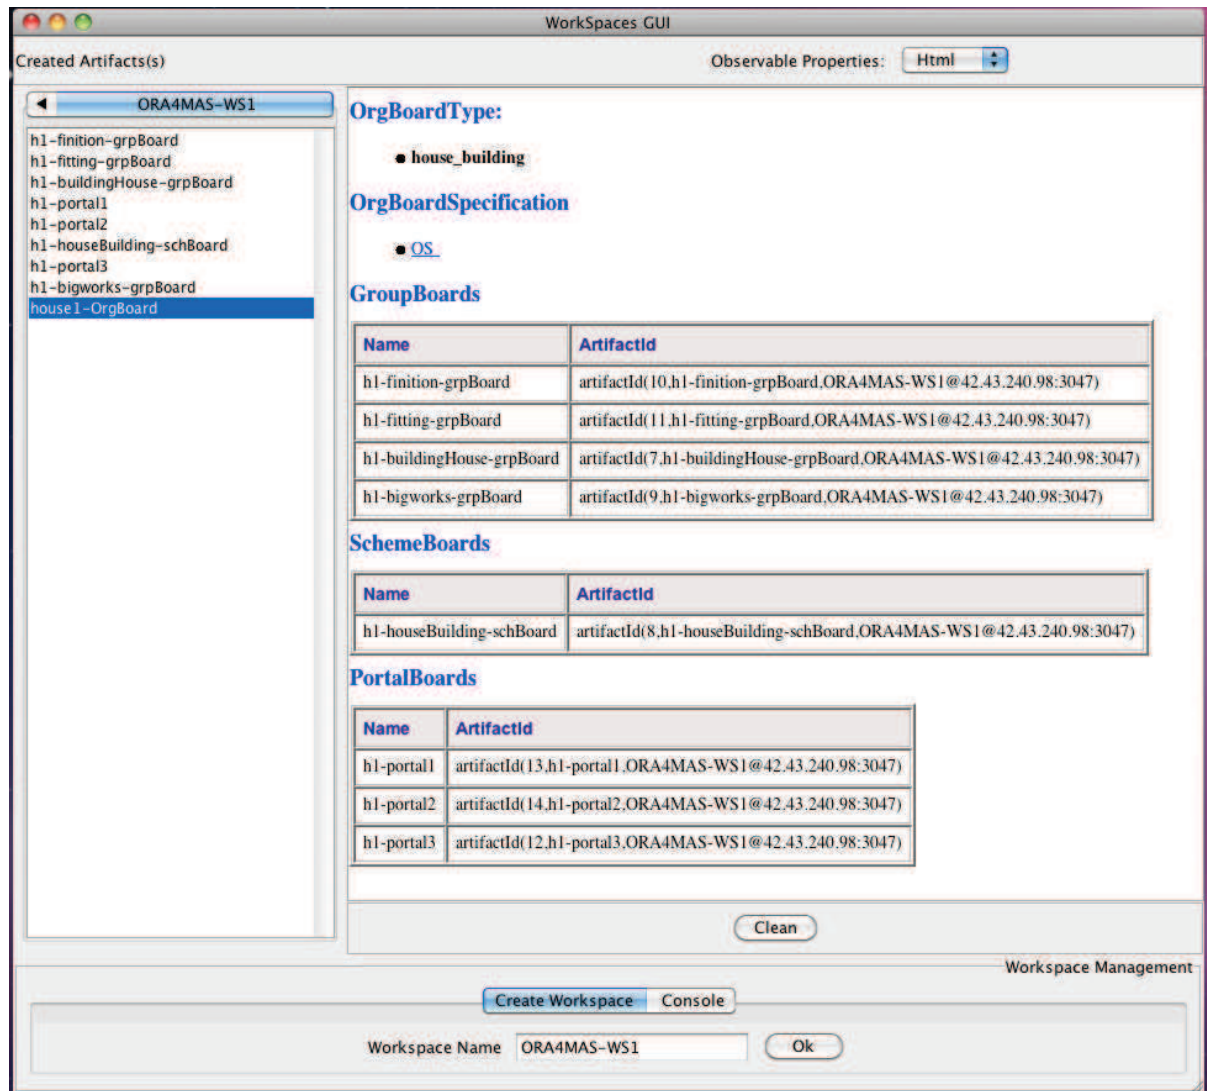 WorkSpaces GUI
Created Artifacts(s)
Observable Properties: Html
ORA4MAS-WS1
h1-finition-grpBoard
h1-fitting-grpBoard
h1-buildingHouse-grpBoard
h1-portal1
h1-portal2
h1-houseBuilding-schBoard
h1-portal3
h1-bigworks-grpBoard
house1-OrgBoard
OrgBoardType:
house_building
OrgBoardSpecification
OS
GroupBoards
Name ArtifactId
h1-finition-grpBoard artifactId(10,h1-finition-grpBoard,ORA4MAS-WS1@42.43.240.98:3047)
h1-fitting-grpBoard artifactId(11,h1-fitting-grpBoard,ORA4MAS-WS1@42.43.240.98:3047)
h1-buildingHouse-grpBoard artifactId(7,h1-buildingHouse-grpBoard,ORA4MAS-WS1@42.43.240.98:3047)
h1-bigworks-grpBoard artifactId(9,h1-bigworks-grpBoard,ORA4MAS-WS1@42.43.240.98:3047)
SchemeBoards
Name ArtifactId
h1-houseBuilding-schBoard artifactId(8,h1-houseBuilding-schBoard,ORA4MAS-WS1@42.43.240.98:3047)
PortalBoards
Name ArtifactId
h1-portal1 artifactId(13,h1-portal1,ORA4MAS-WS1@42.43.240.98:3047)
h1-portal2 artifactId(14,h1-portal2,ORA4MAS-WS1@42.43.240.98:3047)
h1-portal3 artifactId(12,h1-portal3,ORA4MAS-WS1@42.43.240.98:3047)
Clean
Workspace Management
Create Workspace Console
Workspace Name ORA4MAS-WS1 Ok